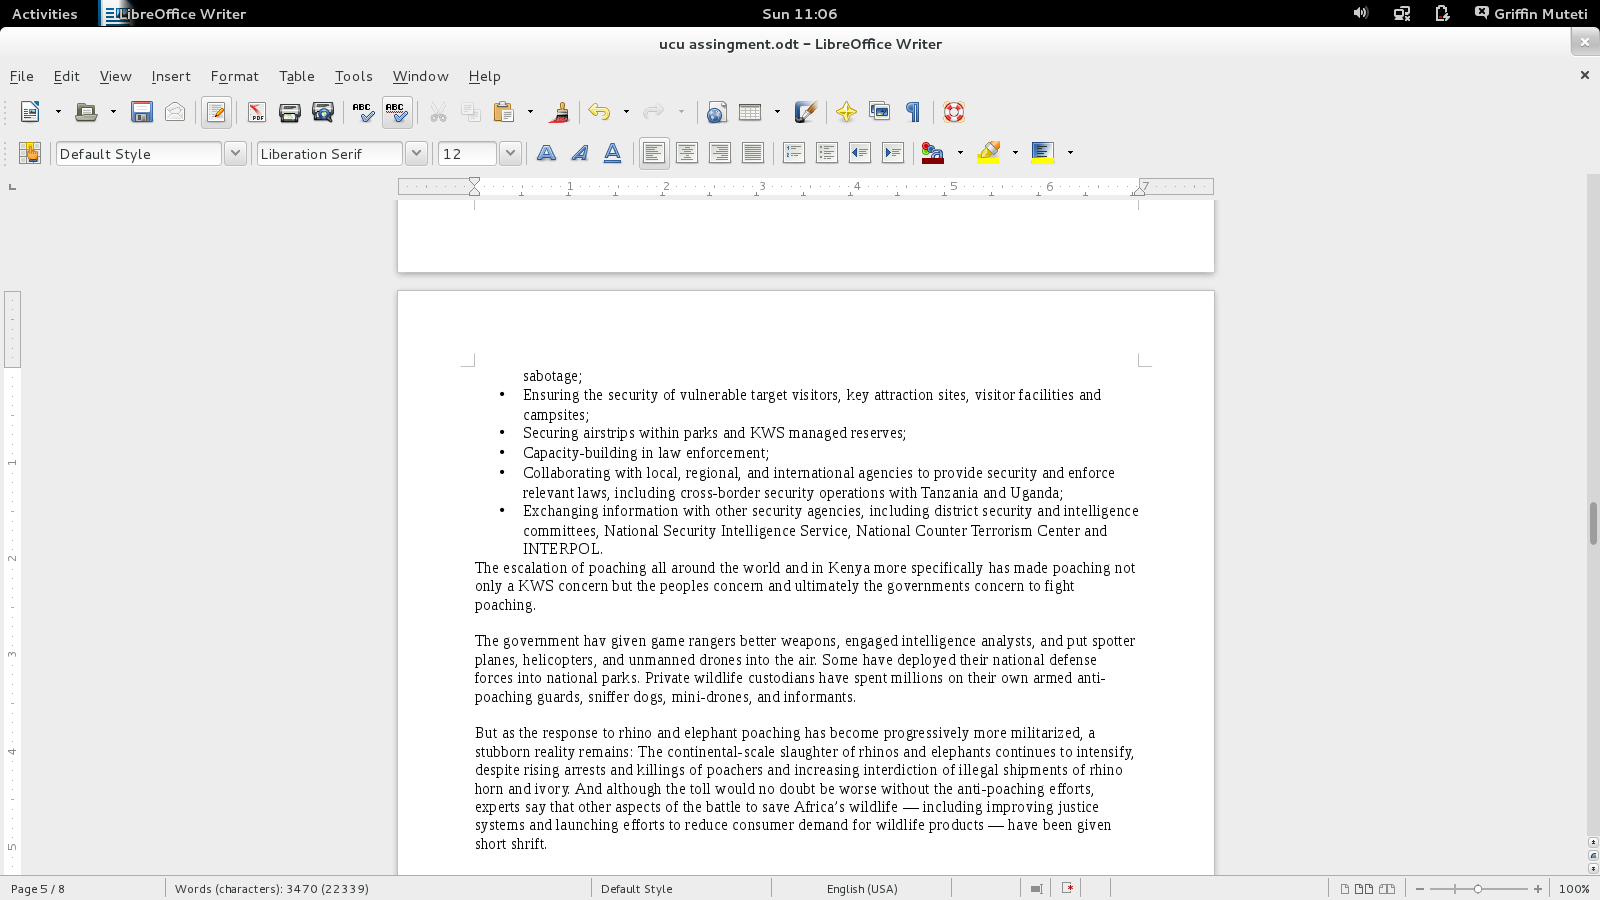 Activities LibreOffice Writer Sun 11:06 Griffin Muteti
ucu assingment.odt - LibreOffice Writer
File Edit View Insert Format Table Tools Window Help
PDF ABC ABC
Default Style Liberation Serif 12
1 2 3 4 5 6 7
sabotage;
• Ensuring the security of vulnerable target visitors, key attraction sites, visitor facilities and
campsites;
• Securing airstrips within parks and KWS managed reserves;
• Capacity-building in law enforcement;
• Collaborating with local, regional, and international agencies to provide security and enforce
relevant laws, including cross-border security operations with Tanzania and Uganda;
• Exchanging information with other security agencies, including district security and intelligence
committees, National Security Intelligence Service, National Counter Terrorism Center and
INTERPOL.
The escalation of poaching all around the world and in Kenya more specifically has made poaching not
only a KWS concern but the peoples concern and ultimately the governments concern to fight
poaching.
The government hav given game rangers better weapons, engaged intelligence analysts, and put spotter
planes, helicopters, and unmanned drones into the air. Some have deployed their national defense
forces into national parks. Private wildlife custodians have spent millions on their own armed anti-
poaching guards, sniffer dogs, mini-drones, and informants.
But as the response to rhino and elephant poaching has become progressively more militarized, a
stubborn reality remains: The continental-scale slaughter of rhinos and elephants continues to intensify,
despite rising arrests and killings of poachers and increasing interdiction of illegal shipments of rhino
horn and ivory. And although the toll would no doubt be worse without the anti-poaching efforts,
experts say that other aspects of the battle to save Africa's wildlife — including improving justice
systems and launching efforts to reduce consumer demand for wildlife products — have been given
short shrift.
1
2
3
4
5
Page 5 / 8 Words (characters): 3470 (22339) Default Style English (USA) 100%